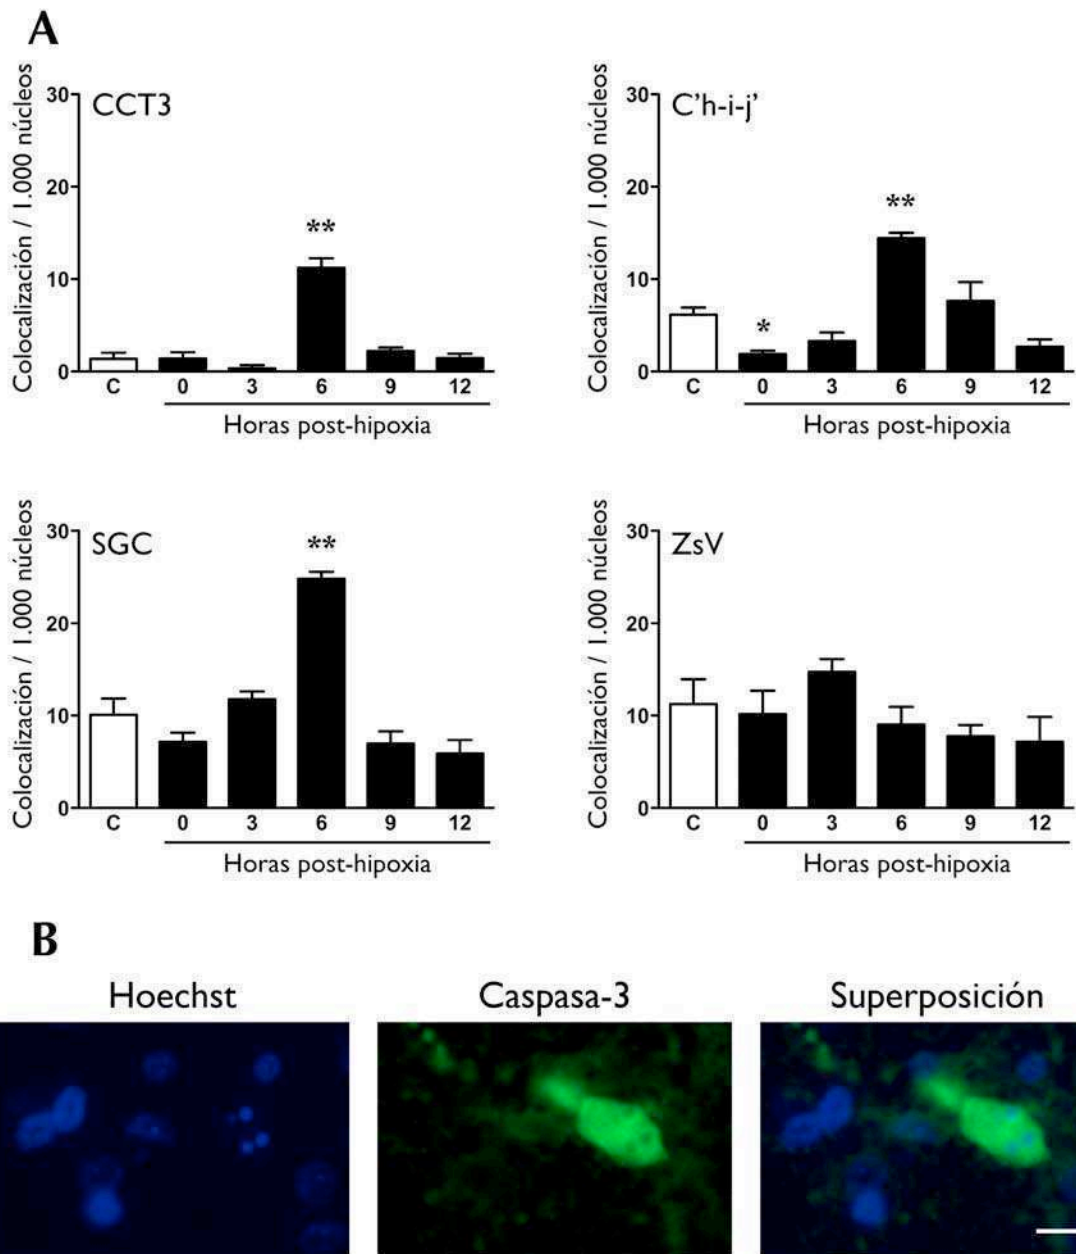 A
Colocalización / 1.000 núcleos
30
20
10
0
CCT3
**
C 0 3 6 9 12
Horas post-hipoxia
Colocalización / 1.000 núcleos
30
20
10
0
C'h-i-j'
*
**
C 0 3 6 9 12
Horas post-hipoxia
Colocalización / 1.000 núcleos
30
20
10
0
SGC
**
C 0 3 6 9 12
Horas post-hipoxia
Colocalización / 1.000 núcleos
30
20
10
0
ZsV
C 0 3 6 9 12
Horas post-hipoxia
B
Hoechst
Caspasa-3
Superposición